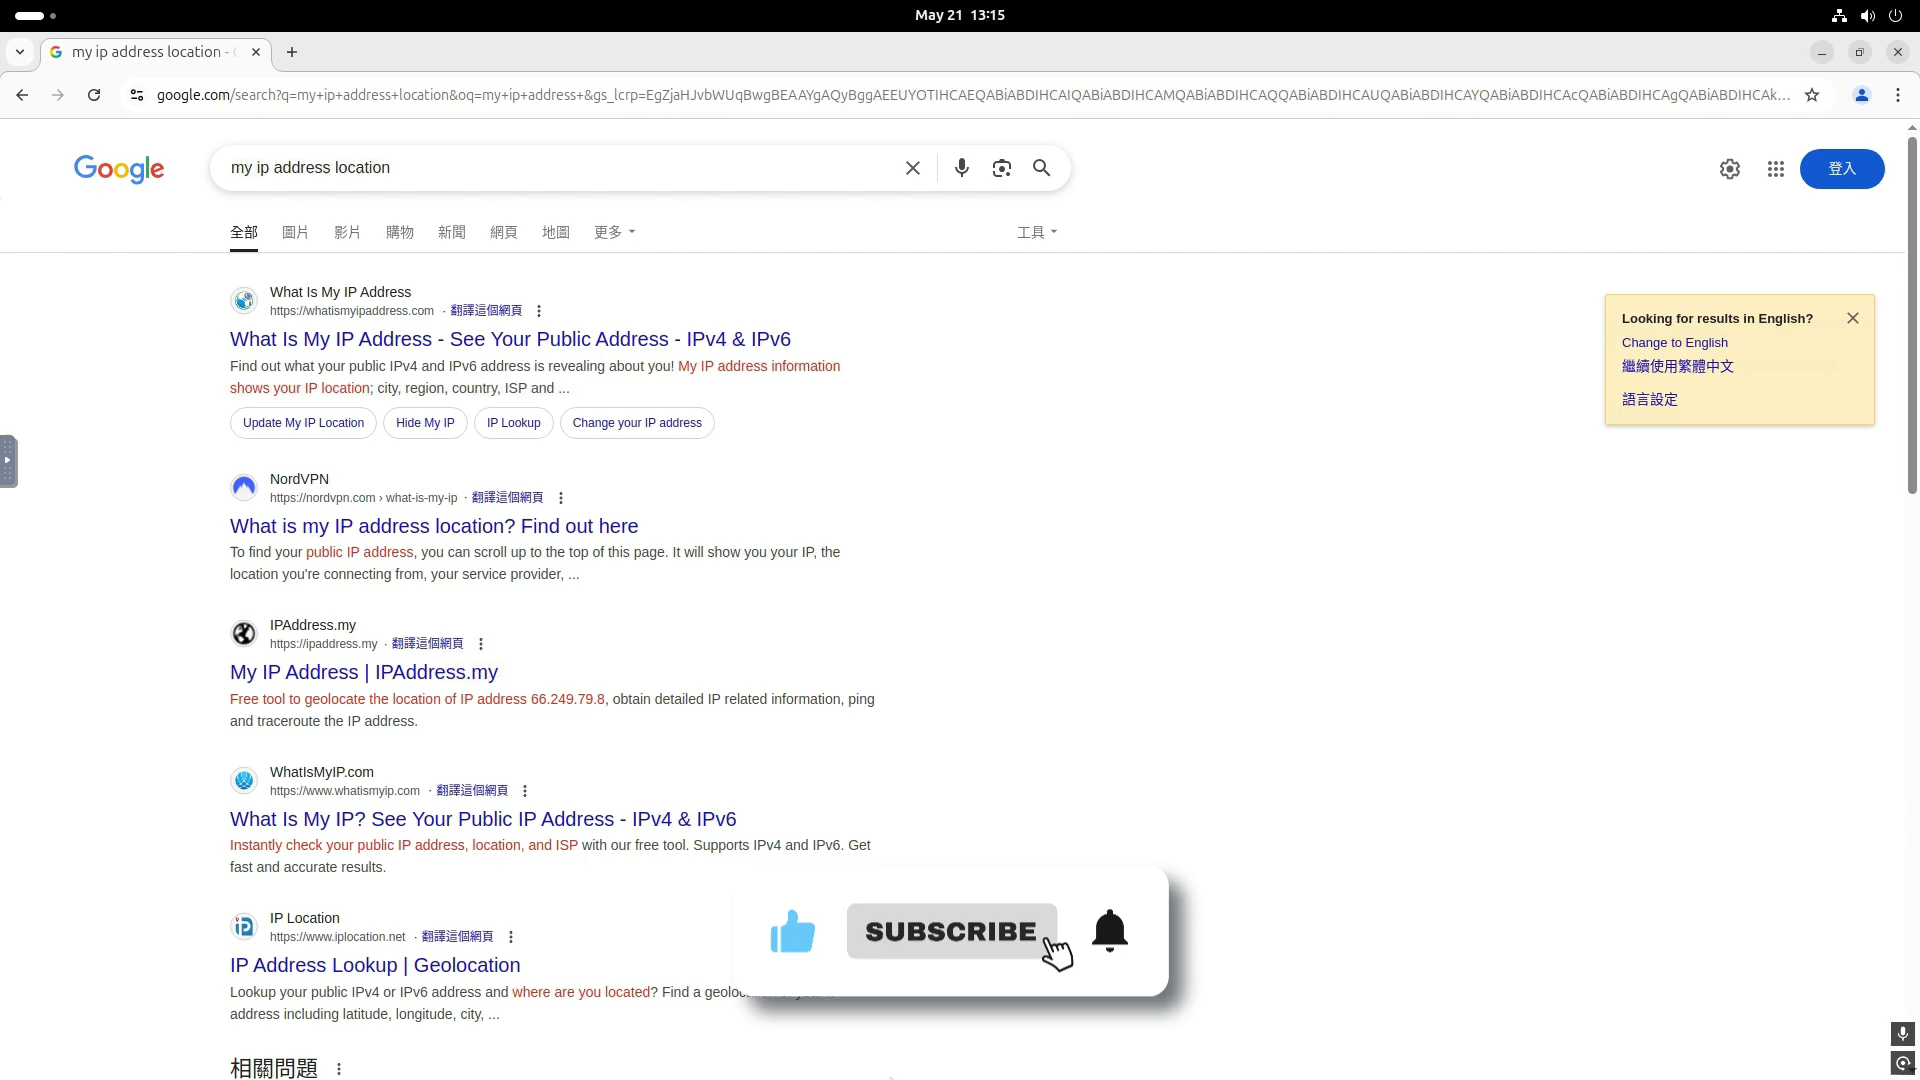 May 21 13:15
my ip address location -
google.com/search?q=my+ip+address+location&oq=my+ip+address+&gs_lcrp=EgZjaHJvbWUqBwgBEAAYgAQyBggAEEUYOTIHCAEQABiABDIHCAIQABiABDIHCAMQABiABDIHCAQQABiABDIHCAUQABiABDIHCAYQABiABDIHCAcQABiABDIHCAgQABiABDIHCAk...
Google
my ip address location
登入
全部 圖片 影片 購物 新聞 網頁 地圖 更多 工具
What Is My IP Address
https://whatismyipaddress.com · 翻譯這個網頁
What Is My IP Address - See Your Public Address - IPv4 & IPv6
Find out what your public IPv4 and IPv6 address is revealing about you! My IP address information
shows your IP location; city, region, country, ISP and ...
Update My IP Location Hide My IP IP Lookup Change your IP address
Looking for results in English?
Change to English
繼續使用繁體中文
語言設定
NordVPN
https://nordvpn.com › what-is-my-ip · 翻譯這個網頁
What is my IP address location? Find out here
To find your public IP address, you can scroll up to the top of this page. It will show you your IP, the
location you're connecting from, your service provider, ...
IPAddress.my
https://ipaddress.my · 翻譯這個網頁
My IP Address | IPAddress.my
Free tool to geolocate the location of IP address 66.249.79.8, obtain detailed IP related information, ping
and traceroute the IP address.
WhatIsMyIP.com
https://www.whatismyip.com · 翻譯這個網頁
What Is My IP? See Your Public IP Address - IPv4 & IPv6
Instantly check your public IP address, location, and ISP with our free tool. Supports IPv4 and IPv6. Get
fast and accurate results.
SUBSCRIBE
IP Location
https://www.iplocation.net · 翻譯這個網頁
IP Address Lookup | Geolocation
Lookup your public IPv4 or IPv6 address and where are you located? Find a
address including latitude, longitude, city, ...
相關問題